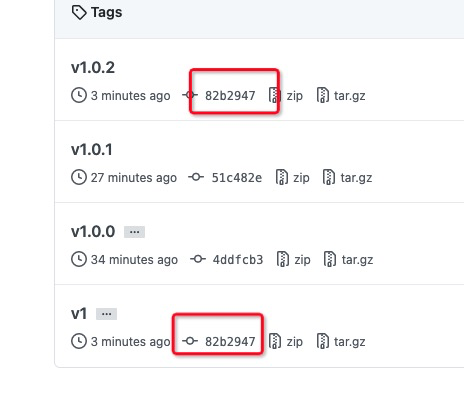 Tags
v1.0.2
3 minutes ago 82b2947 zip tar.gz
v1.0.1
27 minutes ago 51c482e zip tar.gz
v1.0.0 ...
34 minutes ago 4ddfcb3 zip tar.gz
v1 ...
3 minutes ago 82b2947 zip tar.gz